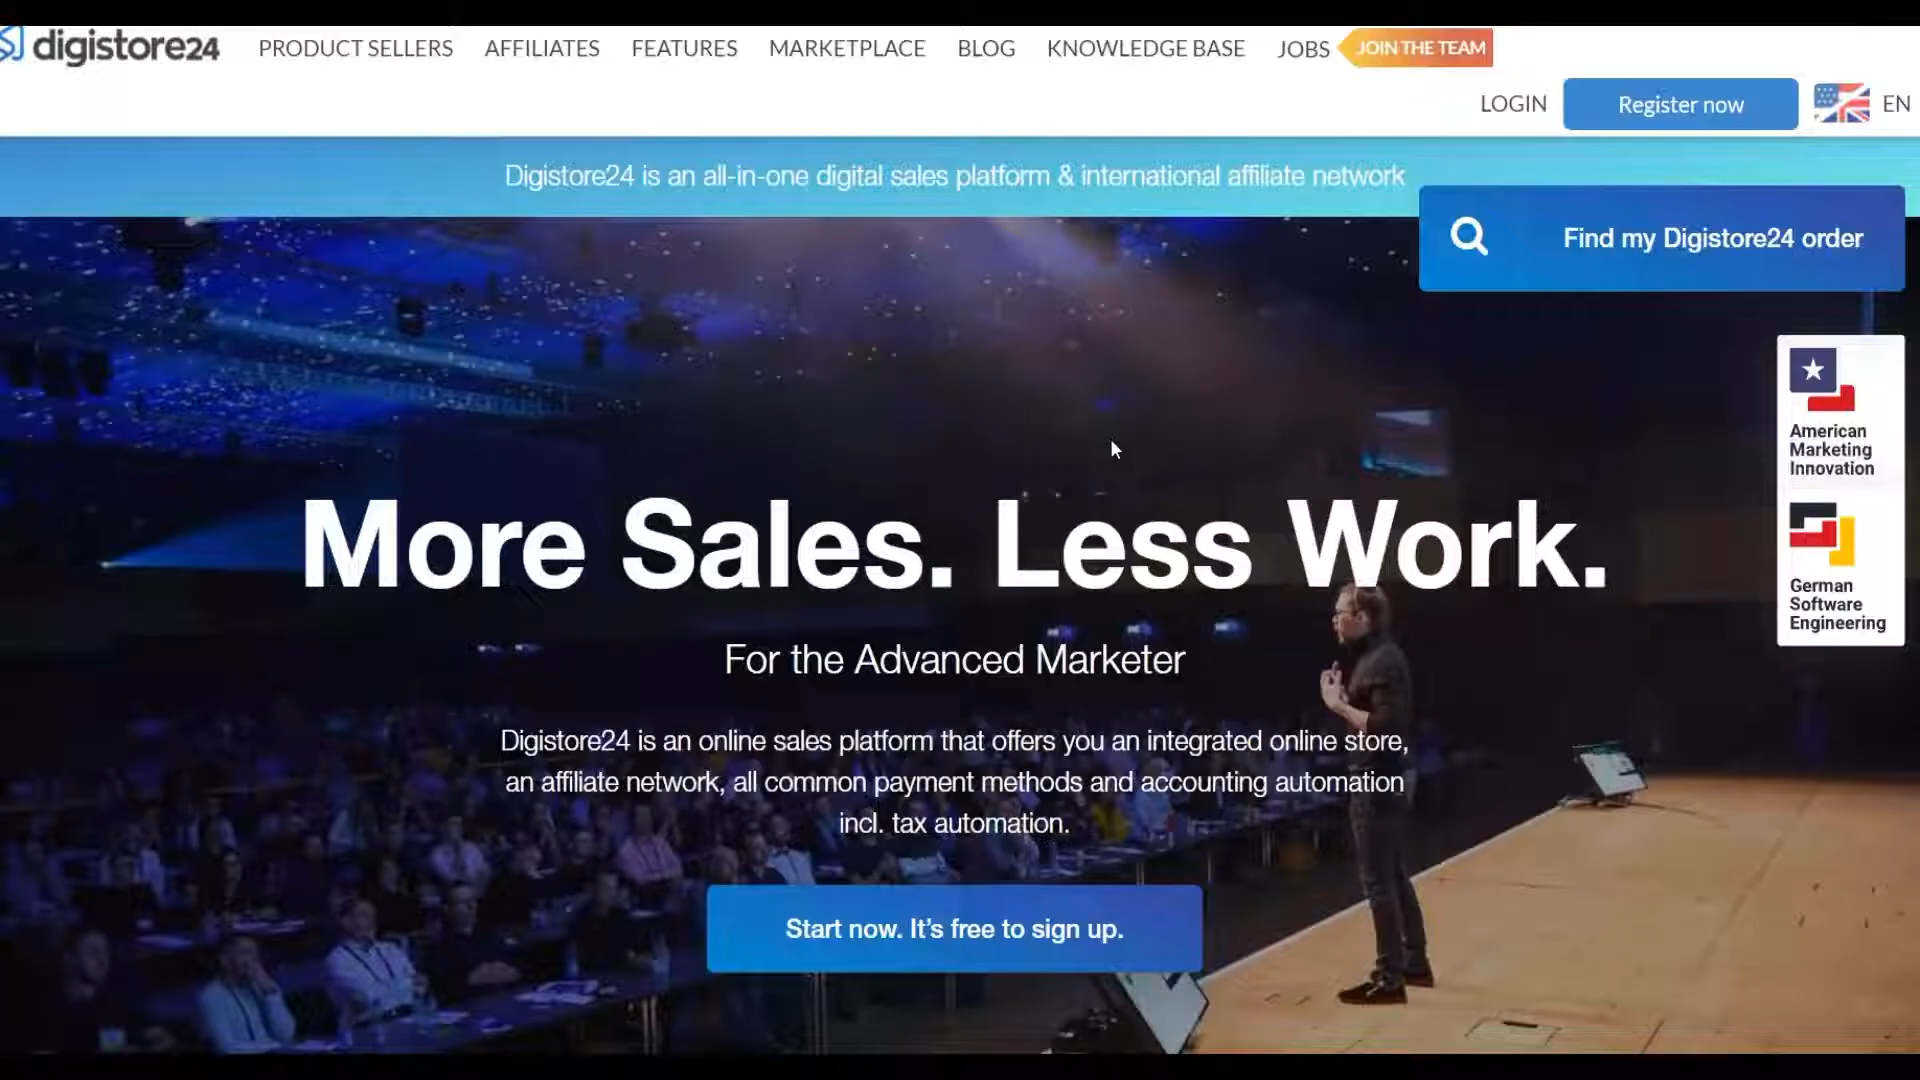 digistore24
PRODUCT SELLERS AFFILIATES FEATURES MARKETPLACE BLOG KNOWLEDGE BASE JOBS JOIN THE TEAM
LOGIN Register now EN
Digistore24 is an all-in-one digital sales platform & international affiliate network
Find my Digistore24 order
American
Marketing
Innovation
German
Software
Engineering
More Sales. Less Work.
For the Advanced Marketer
Digistore24 is an online sales platform that offers you an integrated online store,
an affiliate network, all common payment methods and accounting automation
incl. tax automation.
Start now. It’s free to sign up.